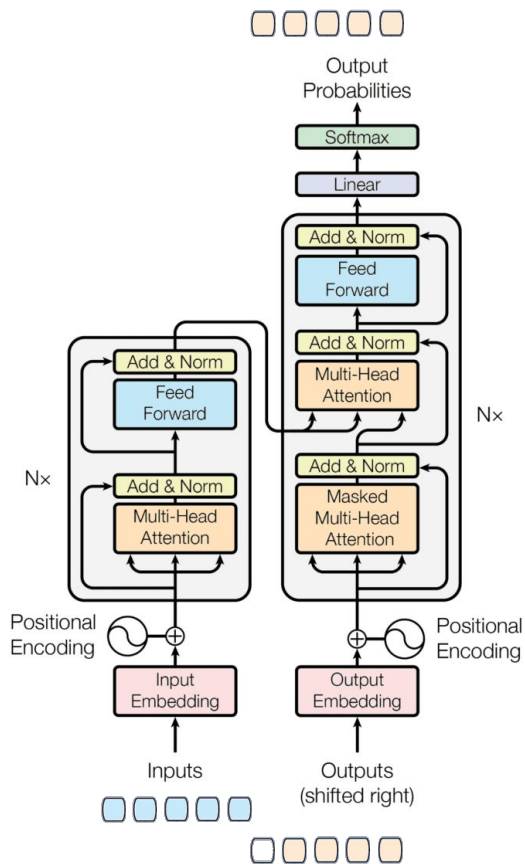 Output
Probabilities
Softmax
Linear
Add & Norm
Feed
Forward
Add & Norm
Multi-Head
Attention
Add & Norm
Masked
Multi-Head
Attention
Nx
Add & Norm
Feed
Forward
Add & Norm
Multi-Head
Attention
Nx
Positional
Encoding
Positional
Encoding
Input
Embedding
Output
Embedding
Inputs
Outputs
(shifted right)